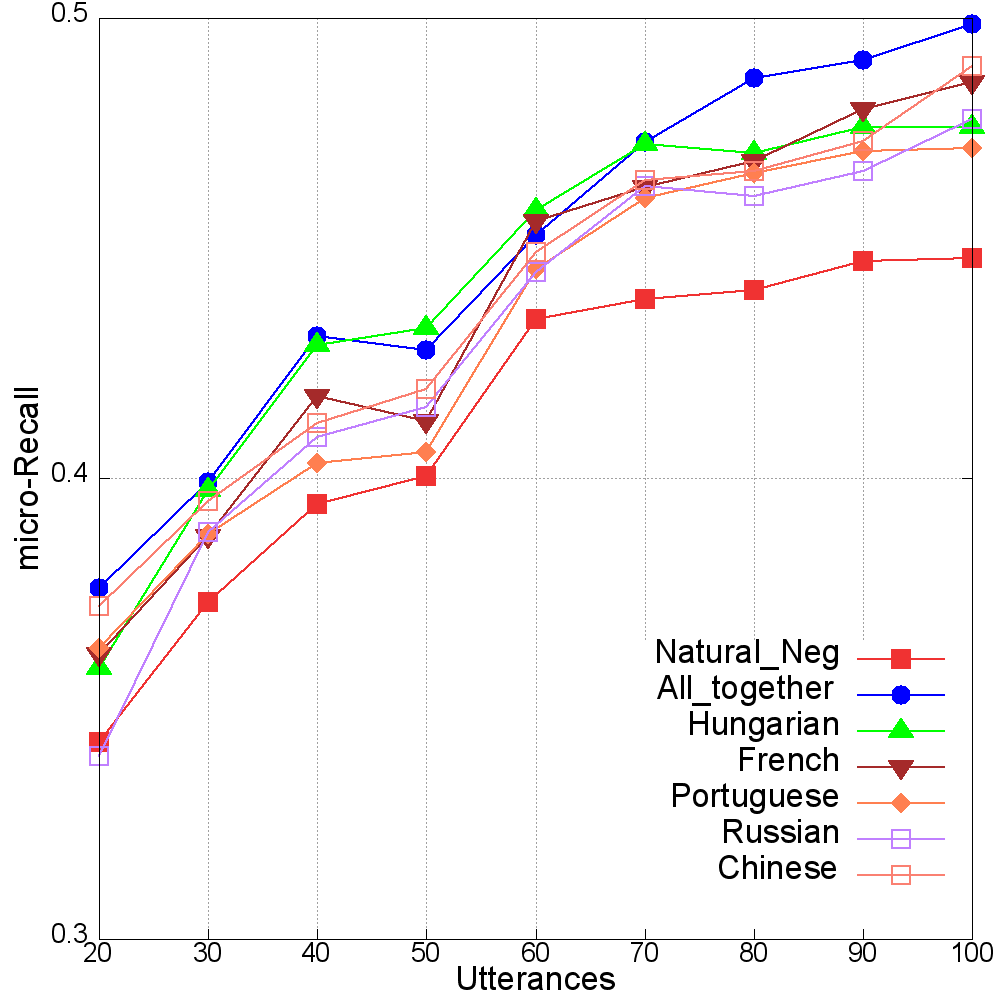 0.5
0.4
0.3
micro-Recall
Natural_Neg
All_together
Hungarian
French
Portuguese
Russian
Chinese
20 30 40 50 60 70 80 90 100
Utterances